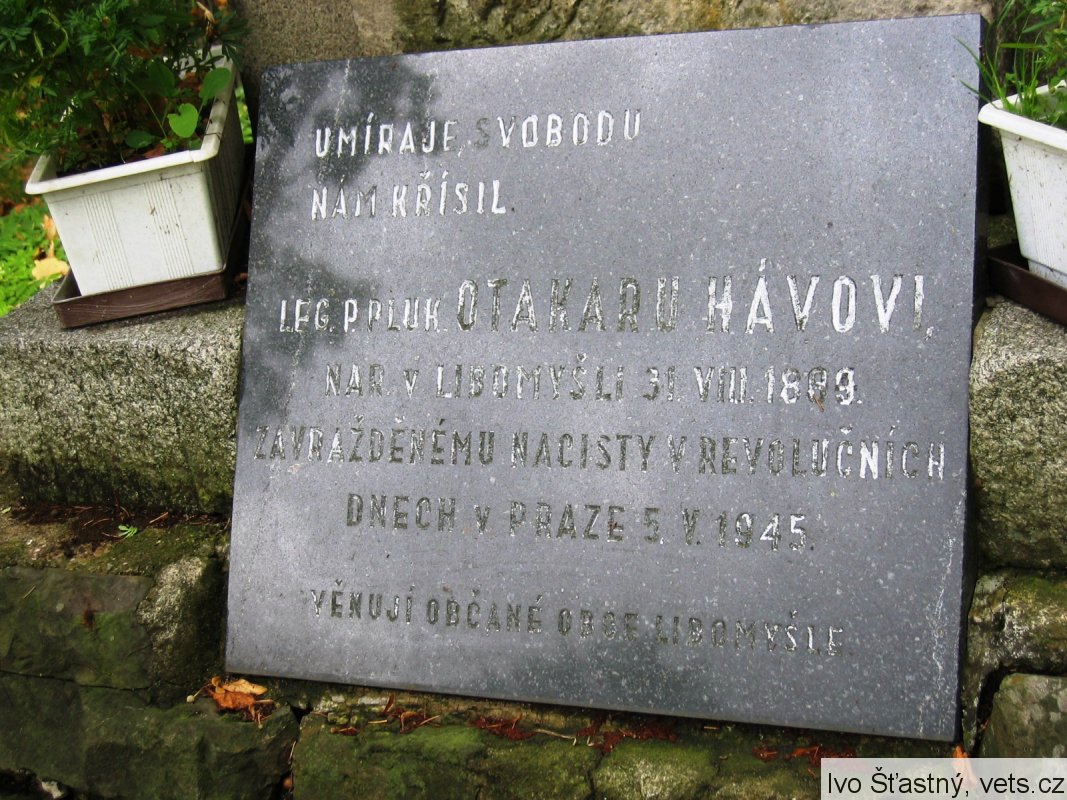 UMÍRAJE, SVOBODU
NÁM KŘÍSIL.
LEG. PPLUK. OTAKARU HÁVOVI,
NAR. v LIBOMYŠLI 31. VIII. 1899.
ZAVRAŽDĚNÉMU NACISTY V REVOLUČNÍCH
DNECH v PRAZE 5. V. 1945.
VĚNUJÍ OBČANÉ OBCE LIBOMYŠLE.
Ivo Šťastný, vets.cz